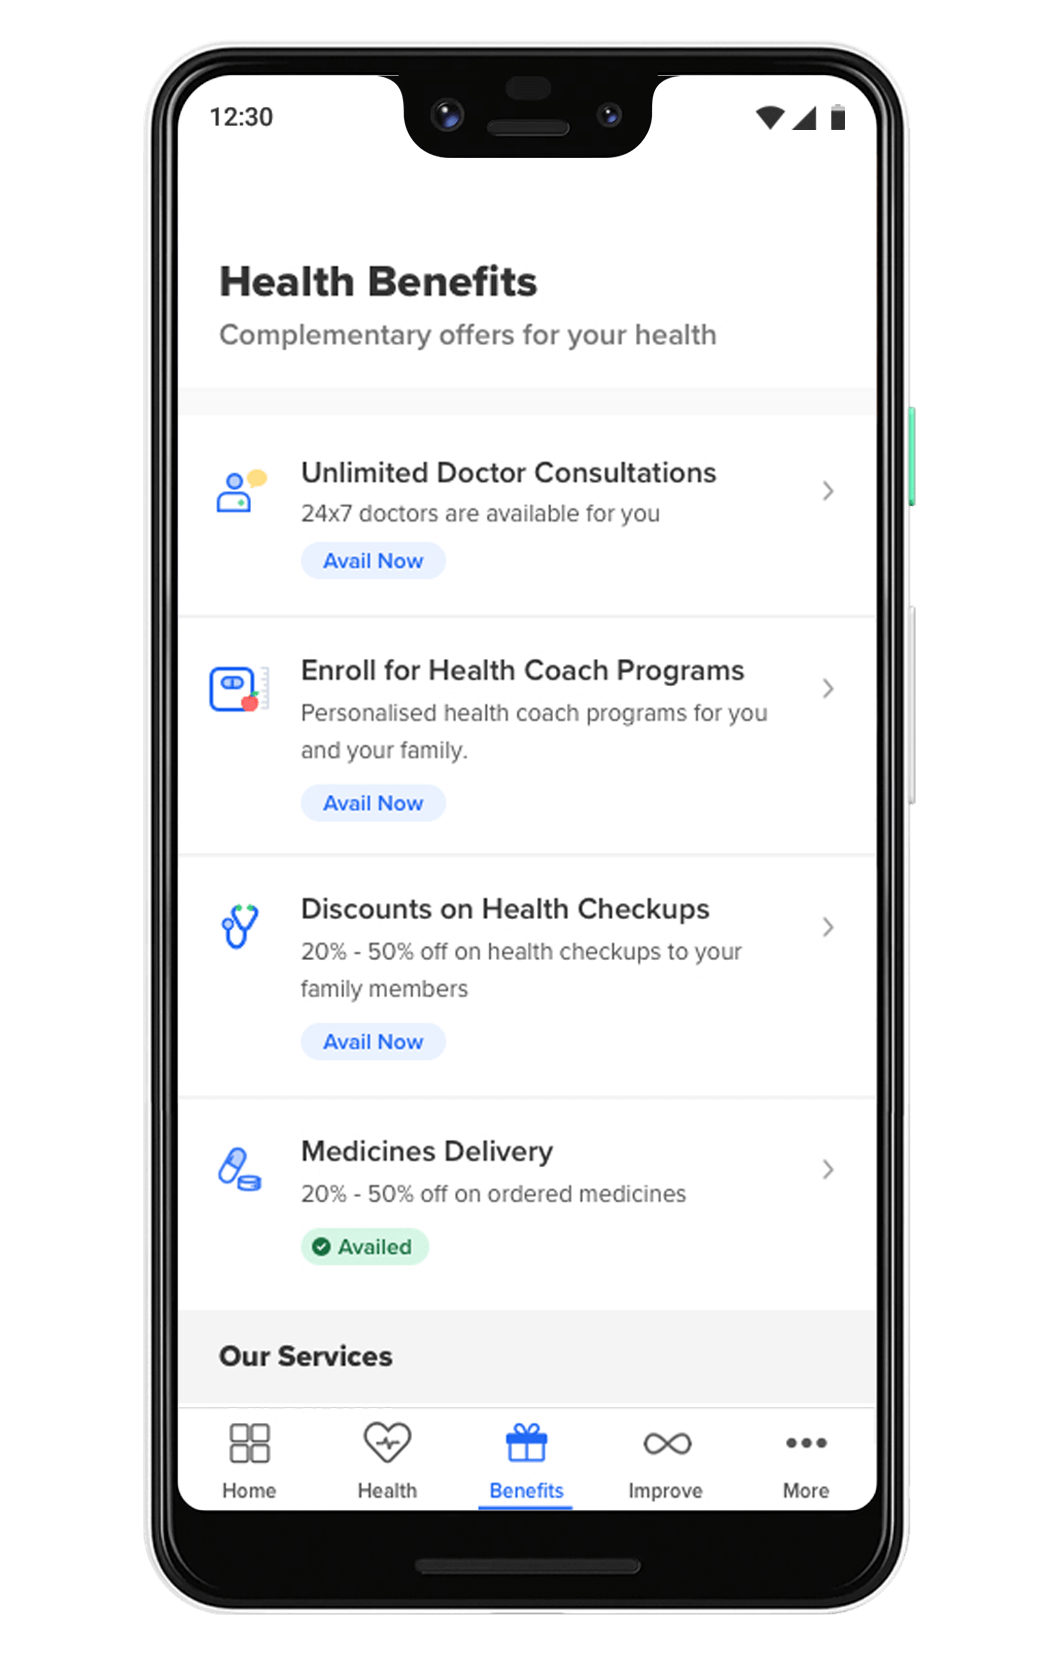 12:30
Health Benefits
Complementary offers for your health
Unlimited Doctor Consultations
24x7 doctors are available for you
Avail Now
Enroll for Health Coach Programs
Personalised health coach programs for you
and your family.
Avail Now
Discounts on Health Checkups
20% - 50% off on health checkups to your
family members
Avail Now
Medicines Delivery
20% - 50% off on ordered medicines
Availed
Our Services
Home
Health
Benefits
Improve
More